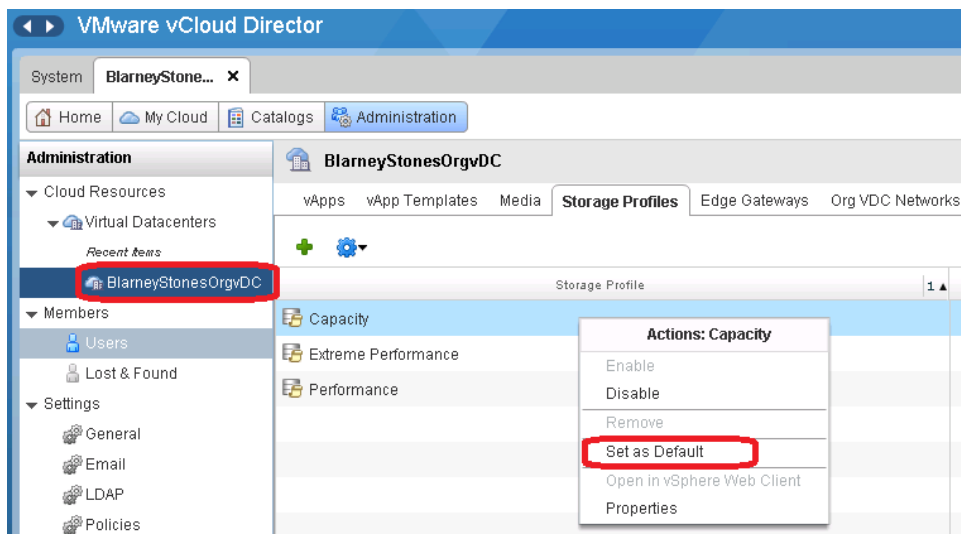 VMware vCloud Director
System BlarneyStone... ×
Home My Cloud Catalogs Administration
Administration
Cloud Resources
Virtual Datacenters
Recent Items
BlarneyStonesOrgvDC
Members
Users
Lost & Found
Settings
General
Email
LDAP
Policies
BlarneyStonesOrgvDC
vApps vApp Templates Media Storage Profiles Edge Gateways Org VDC Networks
Storage Profile 1 ▲
Capacity
Extreme Performance
Performance
Actions: Capacity
Enable
Disable
Remove
Set as Default
Open in vSphere Web Client
Properties